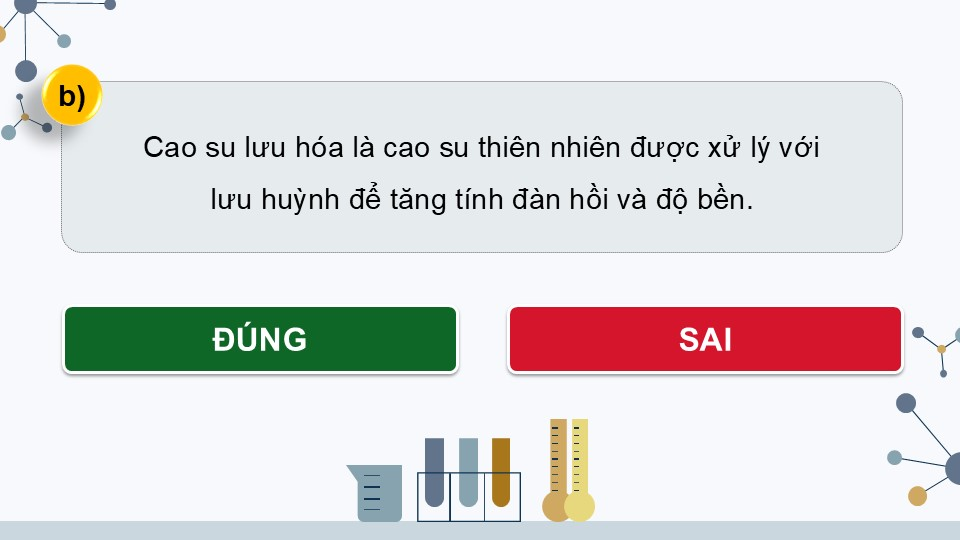 b)
Cao su lưu hóa là cao su thiên nhiên được xử lý với
lưu huỳnh để tăng tính đàn hồi và độ bền.
ĐÚNG
SAI